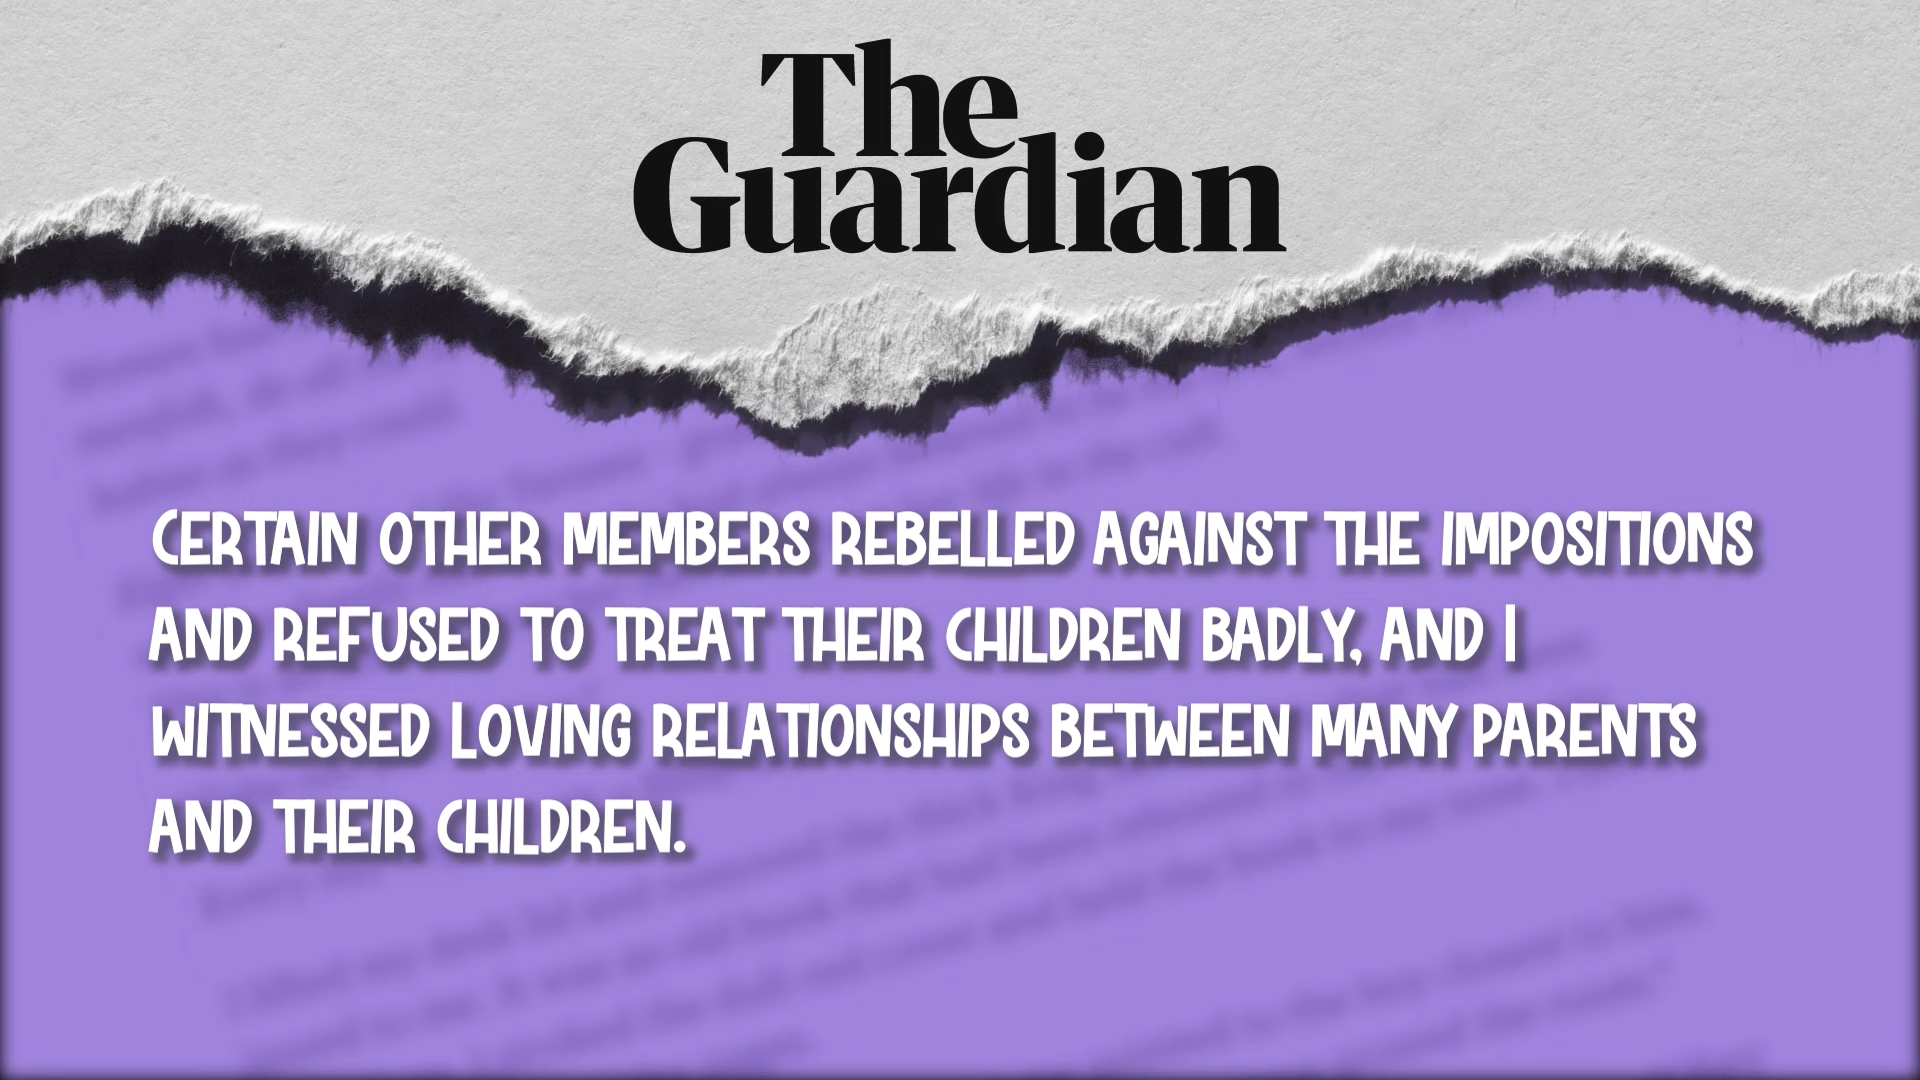 The
Guardian
CERTAIN OTHER MEMBERS REBELLED AGAINST THE IMPOSITIONS
AND REFUSED TO TREAT THEIR CHILDREN BADLY, AND I
WITNESSED LOVING RELATIONSHIPS BETWEEN MANY PARENTS
AND THEIR CHILDREN.